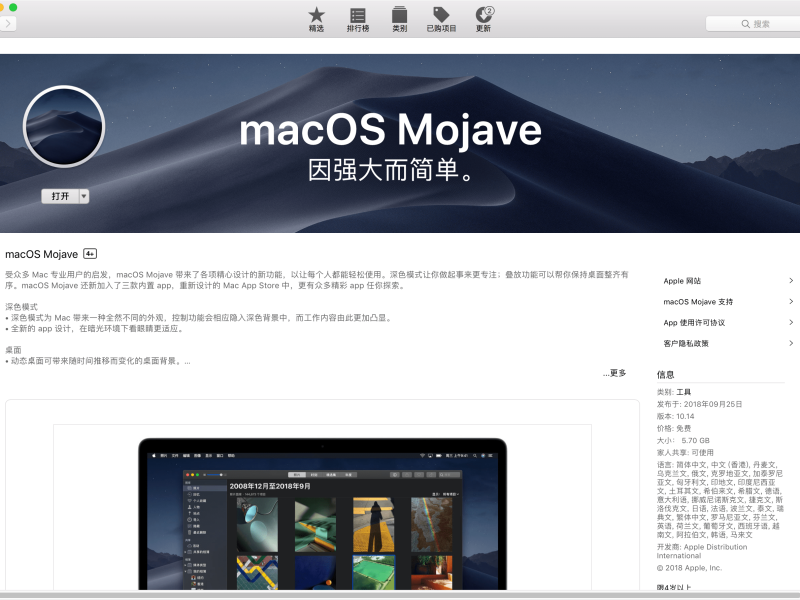 2
精选
排行榜
类别
已购项目
更新
搜索
macOS Mojave
因强大而简单。
打开
macOS Mojave 4+
受众多 Mac 专业用户的启发，macOS Mojave 带来了各项精心设计的新功能，以让每个人都能轻松使用。深色模式让你做起事来更专注；叠放功能可以帮你保持桌面整齐有
序。macOS Mojave 还新加入了三款内置 app，重新设计的 Mac App Store 中，更有众多精彩 app 任你探索。
深色模式
• 深色模式为 Mac 带来一种全然不同的外观，控制功能会相应隐入深色背景中，而工作内容由此更加凸显。
• 全新的 app 设计，在暗光环境下看眼睛更适应。
桌面
• 动态桌面可带来随时间推移而变化的桌面背景。...
...更多
Apple 网站
macOS Mojave 支持
App 使用许可协议
客户隐私政策
信息
类别: 工具
发布于: 2018年09月25日
版本: 10.14
价格: 免费
大小: 5.70 GB
家人共享: 可使用
语言: 简体中文, 中文 (香港), 丹麦文,
乌克兰文, 俄文, 克罗地亚文, 加泰罗尼
亚文, 匈牙利文, 印地文, 印度尼西亚
文, 土耳其文, 希伯来文, 希腊文, 德语,
意大利语, 挪威尼诺斯克文, 捷克文, 斯
洛伐克文, 日语, 法语, 波兰文, 泰文, 瑞
典文, 繁体中文, 罗马尼亚文, 芬兰文,
英语, 荷兰文, 葡萄牙文, 西班牙语, 越
南文, 阿拉伯文, 韩语, 马来文
开发商: Apple Distribution
International
© 2018 Apple, Inc.
限4岁以上
2008年12月至2018年9月